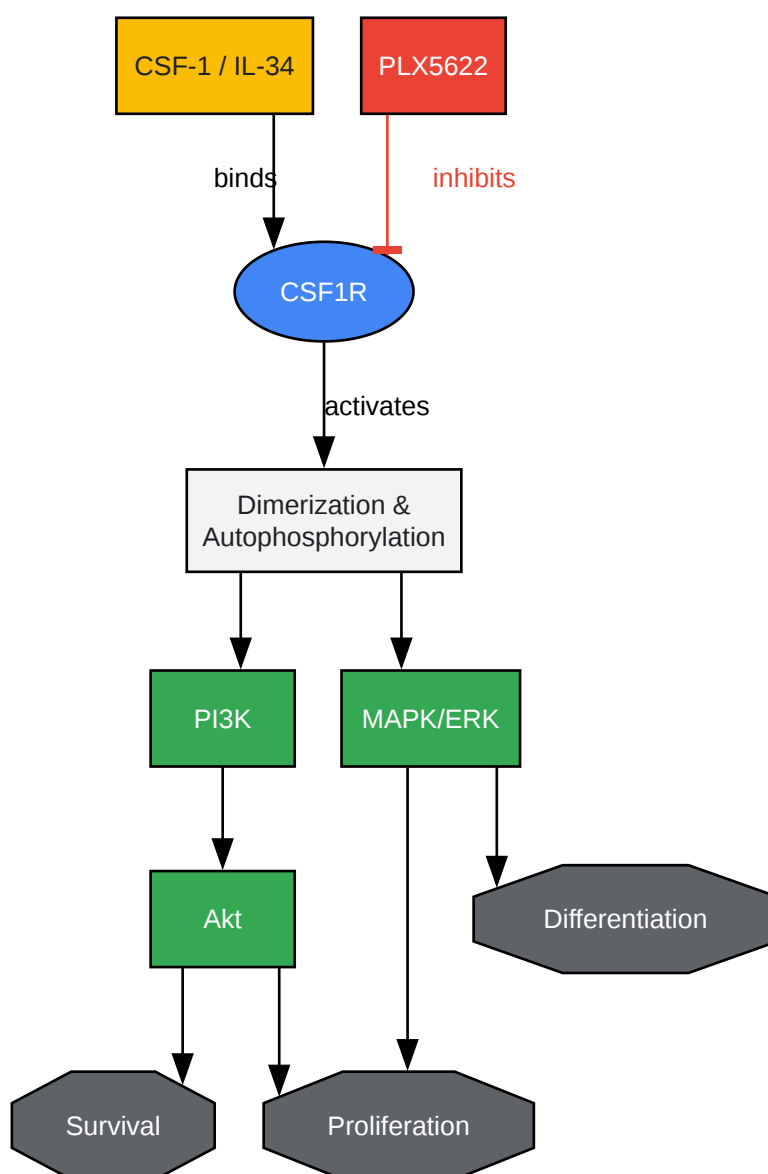 CSF-1 / IL-34
PLX5622
binds
inhibits
CSF1R
activates
Dimerization &
Autophosphorylation
PI3K
MAPK/ERK
Akt
Differentiation
Survival
Proliferation